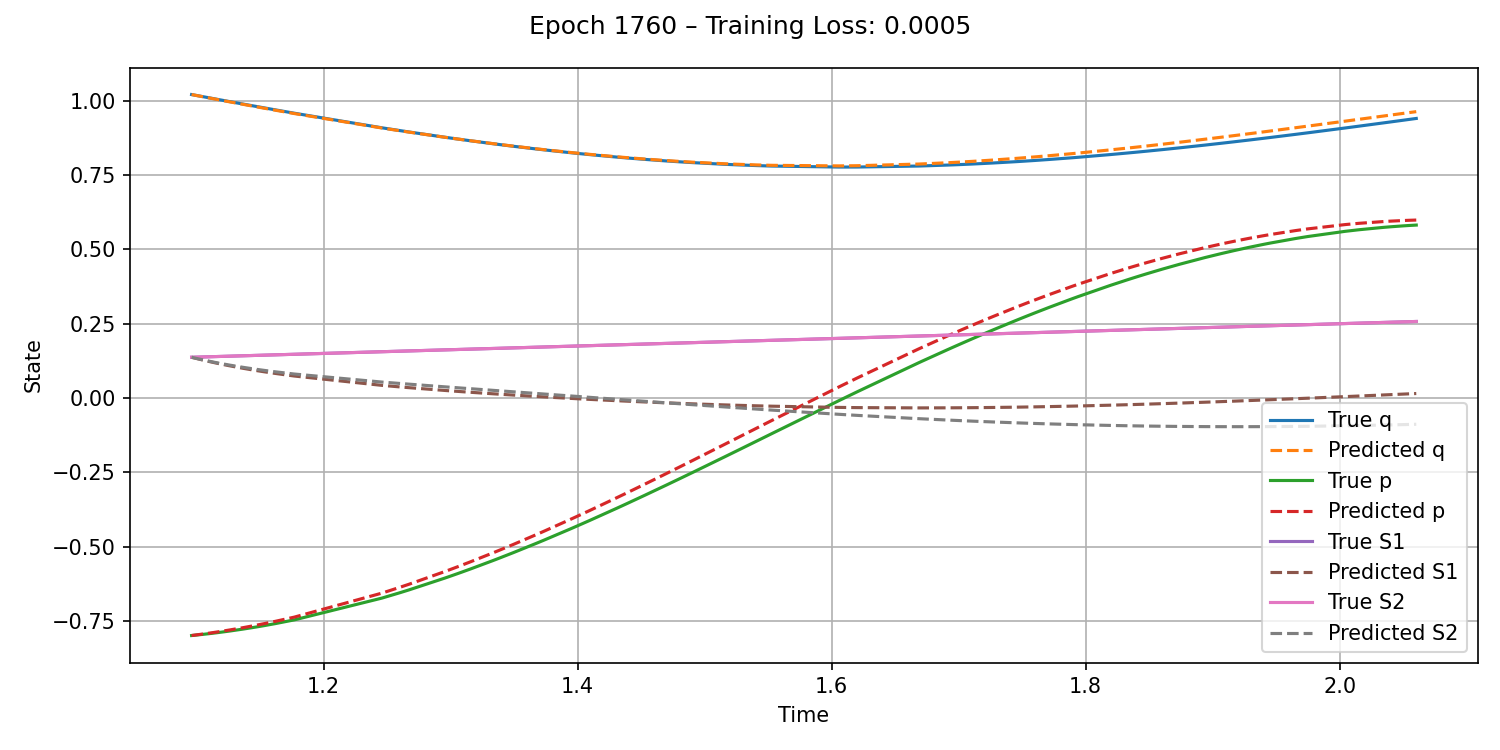 Epoch 1760 – Training Loss: 0.0005
1.00
0.75
0.50
0.25
0.00
−0.25
−0.50
−0.75
State
1.2
1.4
1.6
1.8
2.0
Time
True q
Predicted q
True p
Predicted p
True S1
Predicted S1
True S2
Predicted S2